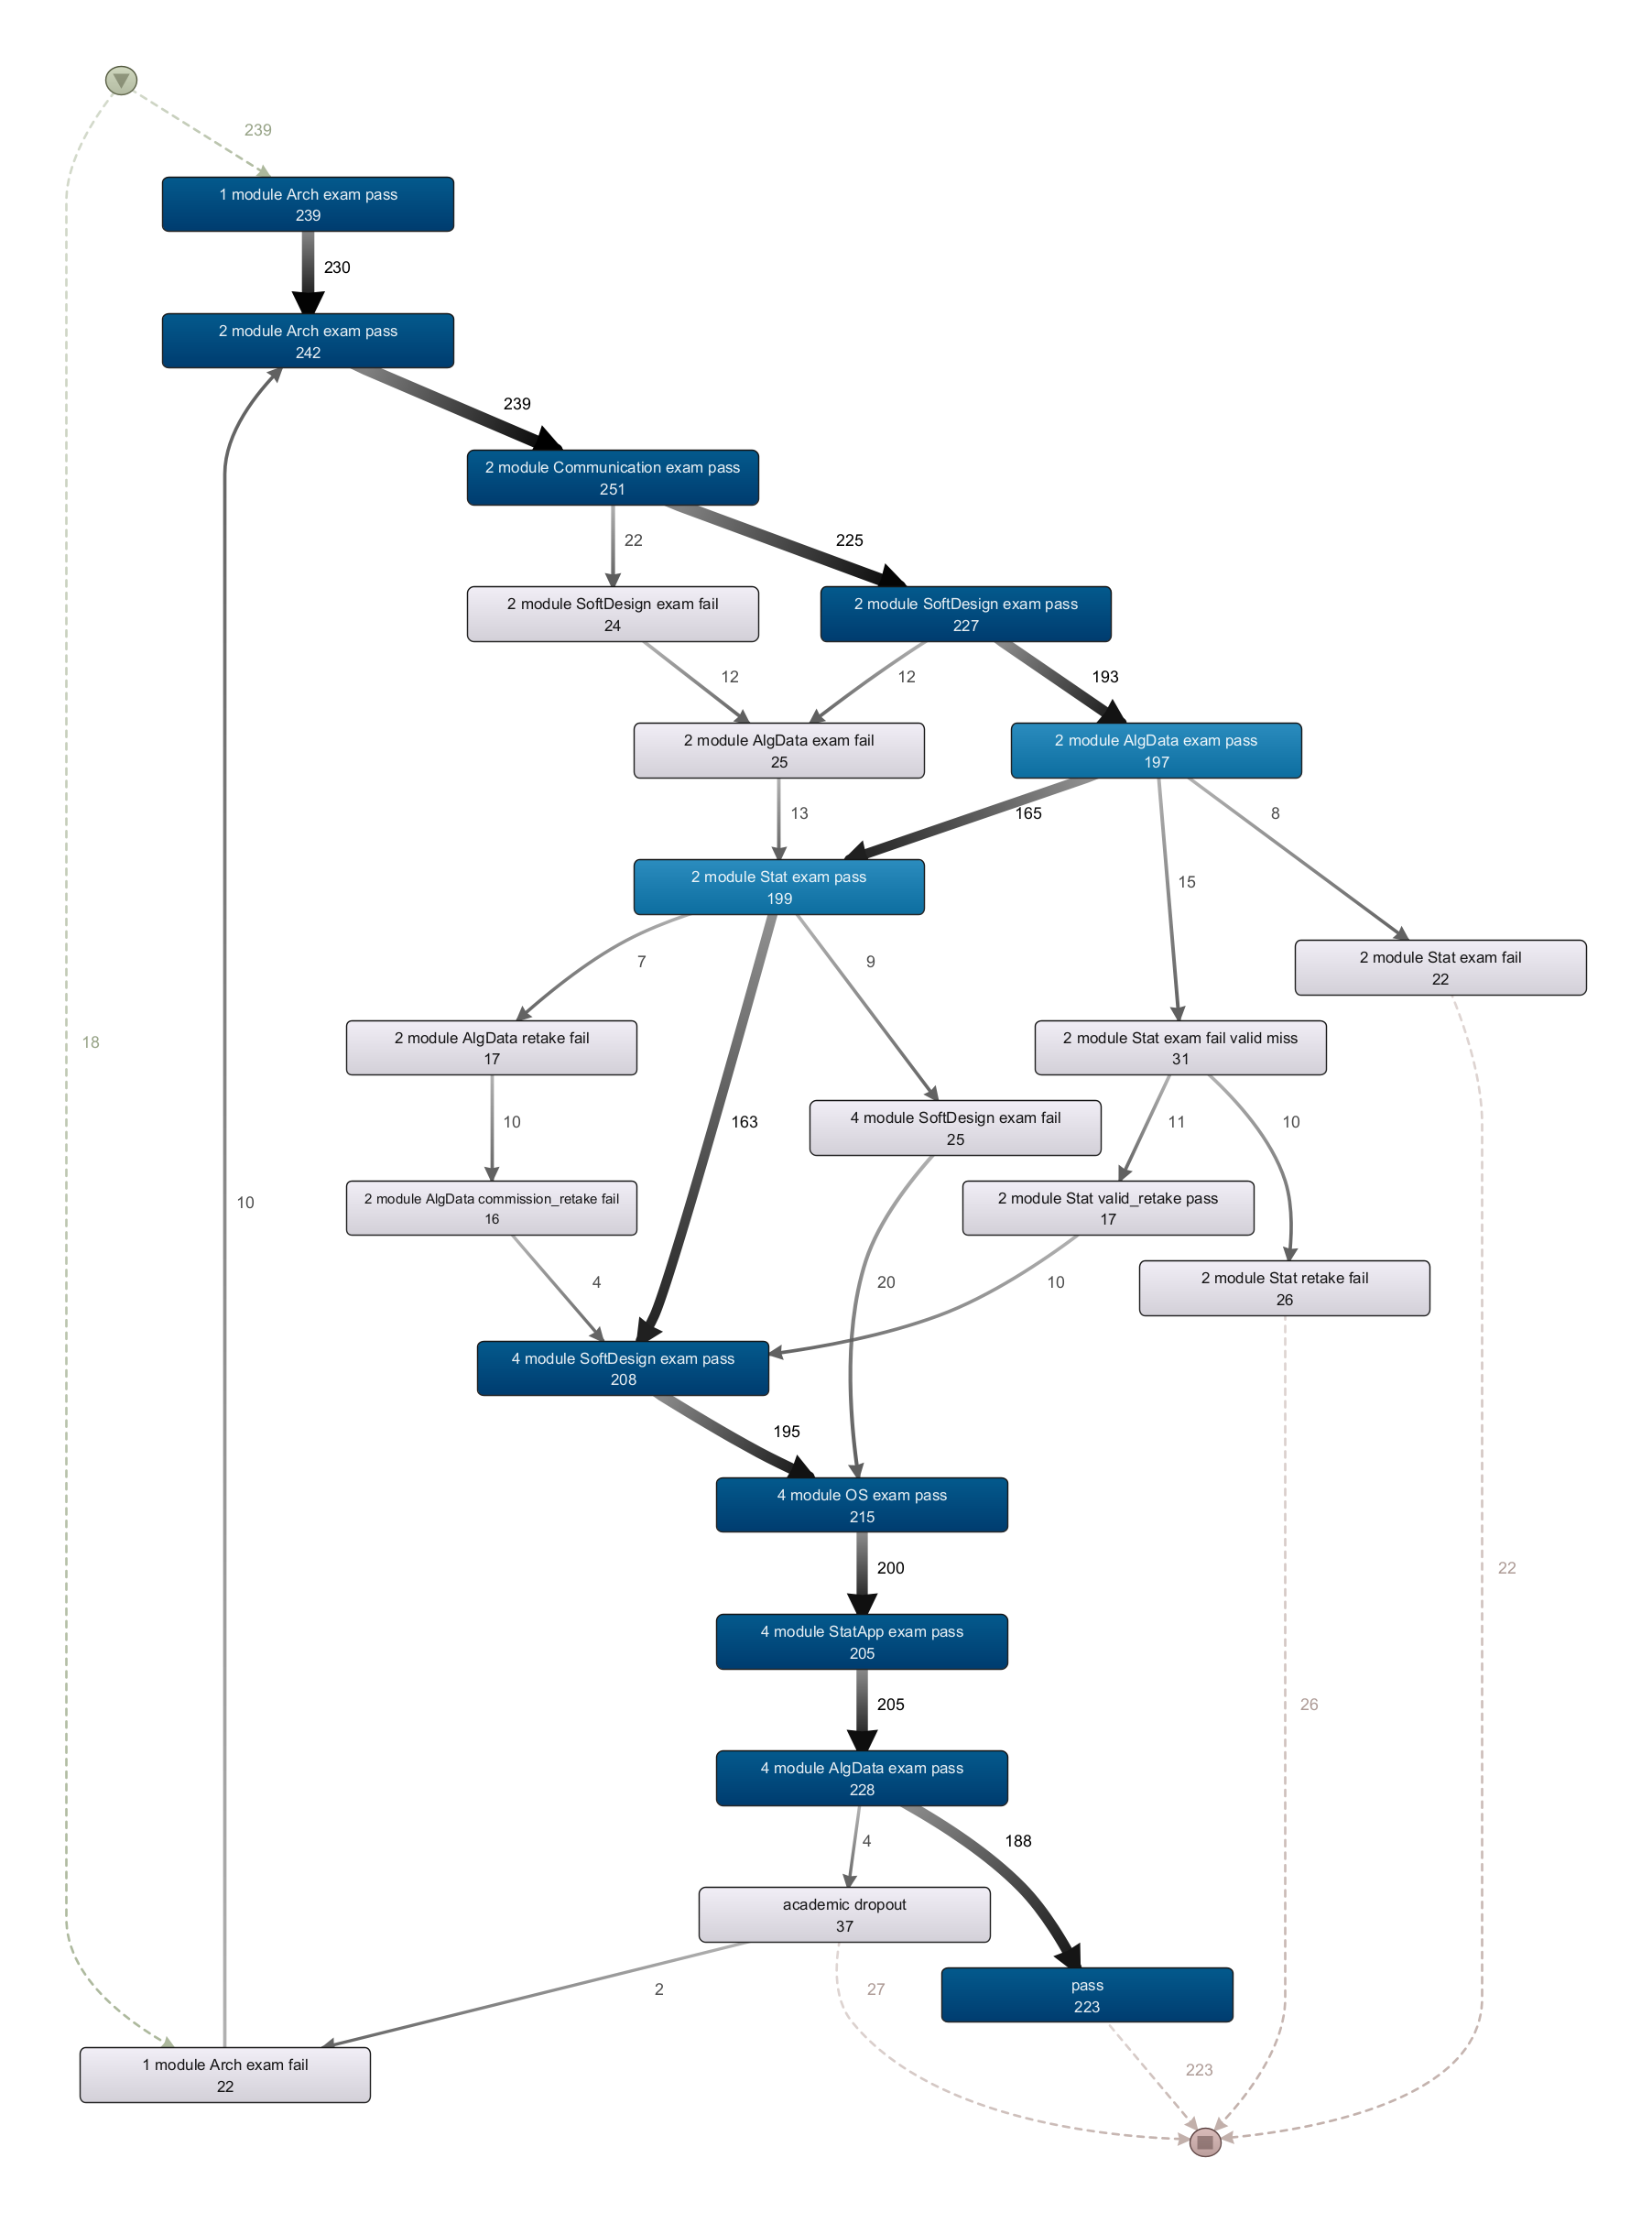 239
1 module Arch exam pass
239
230
2 module Arch exam pass
242
239
2 module Communication exam pass
251
22
225
2 module SoftDesign exam fail
24
2 module SoftDesign exam pass
227
12
12
193
2 module AlgData exam fail
25
2 module AlgData exam pass
197
13
165
8
15
2 module Stat exam pass
199
7
9
2 module Stat exam fail
22
18
2 module AlgData retake fail
17
2 module Stat exam fail valid miss
31
10
163
4 module SoftDesign exam fail
25
11
10
10
2 module AlgData commission_retake fail
16
2 module Stat valid_retake pass
17
4
20
10
2 module Stat retake fail
26
4 module SoftDesign exam pass
208
195
4 module OS exam pass
215
200
22
4 module StatApp exam pass
205
205
26
4 module AlgData exam pass
228
4
188
academic dropout
37
2
27
pass
223
1 module Arch exam fail
22
223